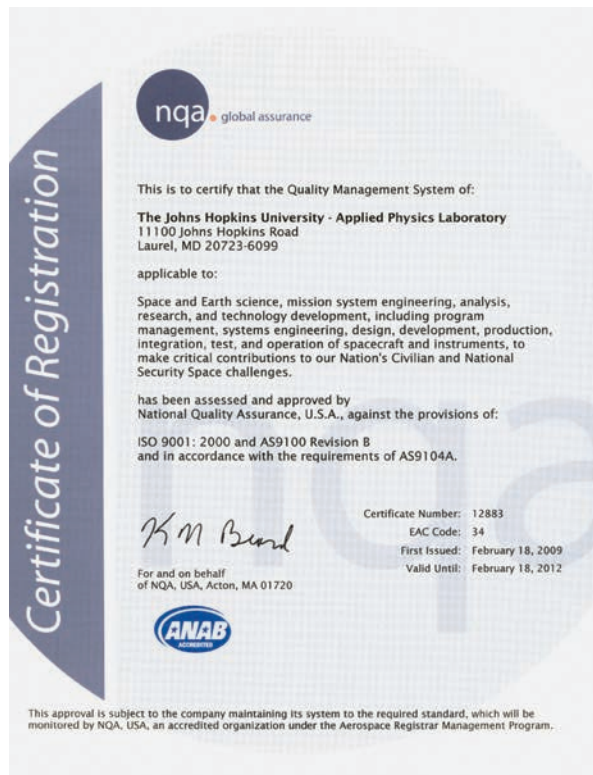 Certificate of Registration
nqa. global assurance
This is to certify that the Quality Management System of:
The Johns Hopkins University - Applied Physics Laboratory
11100 Johns Hopkins Road
Laurel, MD 20723-6099
applicable to:
Space and Earth science, mission system engineering, analysis,
research, and technology development, including program
management, systems engineering, design, development, production,
integration, test, and operation of spacecraft and instruments, to
make critical contributions to our Nation's Civilian and National
Security Space challenges.
has been assessed and approved by
National Quality Assurance, U.S.A., against the provisions of:
ISO 9001: 2000 and AS9100 Revision B
and in accordance with the requirements of AS9104A.
Certificate Number: 12883
EAC Code: 34
First Issued: February 18, 2009
Valid Until: February 18, 2012
K M Beard
For and on behalf
of NQA, USA, Acton, MA 01720
ANAB
ACCREDITED
nqa
This approval is subject to the company maintaining its system to the required standard, which will be
monitored by NQA, USA, an accredited organization under the Aerospace Registrar Management Program.